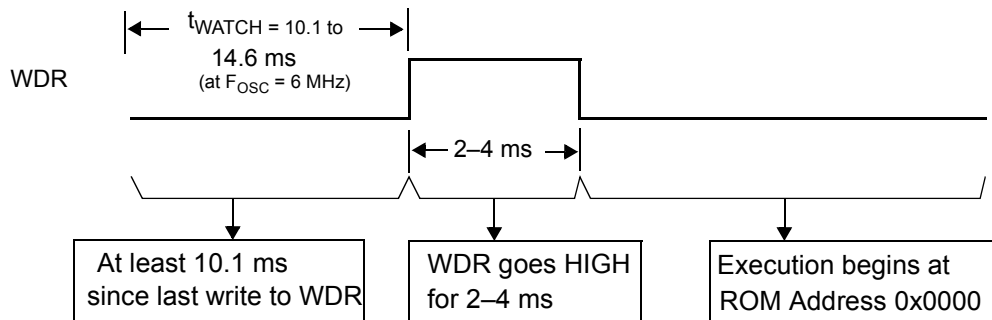 tWATCH = 10.1 to
14.6 ms
(at FOSC = 6 MHz)
WDR
2–4 ms
At least 10.1 ms
since last write to WDR
WDR goes HIGH
for 2–4 ms
Execution begins at
ROM Address 0x0000